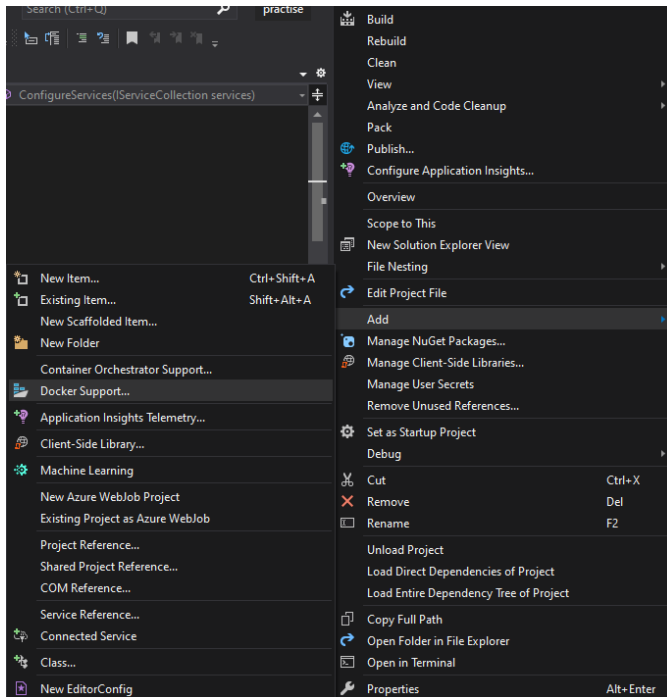 Search (Ctrl+Q)
practise
ConfigureServices(IServiceCollection services)
Build
Rebuild
Clean
View
Analyze and Code Cleanup
Pack
Publish...
Configure Application Insights...
Overview
Scope to This
New Solution Explorer View
File Nesting
Edit Project File
Add
Manage NuGet Packages...
Manage Client-Side Libraries...
Manage User Secrets
Remove Unused References...
Set as Startup Project
Debug
Cut Ctrl+X
Remove Del
Rename F2
Unload Project
Load Direct Dependencies of Project
Load Entire Dependency Tree of Project
Copy Full Path
Open Folder in File Explorer
Open in Terminal
Properties Alt+Enter
New Item... Ctrl+Shift+A
Existing Item... Shift+Alt+A
New Scaffolded Item...
New Folder
Container Orchestrator Support...
Docker Support...
Application Insights Telemetry...
Client-Side Library...
Machine Learning
New Azure WebJob Project
Existing Project as Azure WebJob
Project Reference...
Shared Project Reference...
COM Reference...
Service Reference...
Connected Service
Class...
New EditorConfig